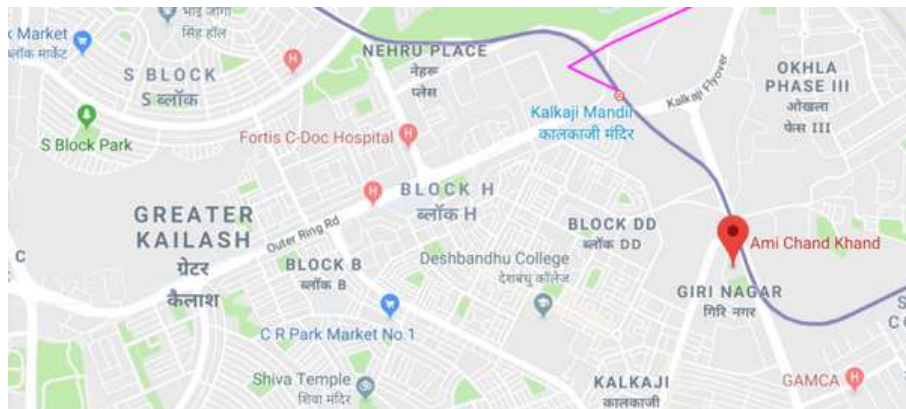 भाई जोगा
सिंह हॉल
k Market
ब्लॉक मार्केट
S BLOCK
S ब्लॉक
S Block Park
NEHRU PLACE
नेहरू
प्लेस
Fortis C-Doc Hospital
Kalkaji Mandir
कालकाजी मंदिर
Kalkaji Flyover
OKHLA
PHASE III
ओखला
फेस III
GREATER
KAILASH
ग्रेटर
कैलाश
Outer Ring Rd
BLOCK H
ब्लॉक H
BLOCK B
ब्लॉक B
BLOCK DD
ब्लॉक DD
Deshbandhu College
देशबंधु कॉलेज
Ami Chand Khand
GIRI NAGAR
गिरि नगर
C
C R Park Market No.1
Shiva Temple
शिवा मंदिर
KALKAJI
कालकाजी
GAMCA
S
C C